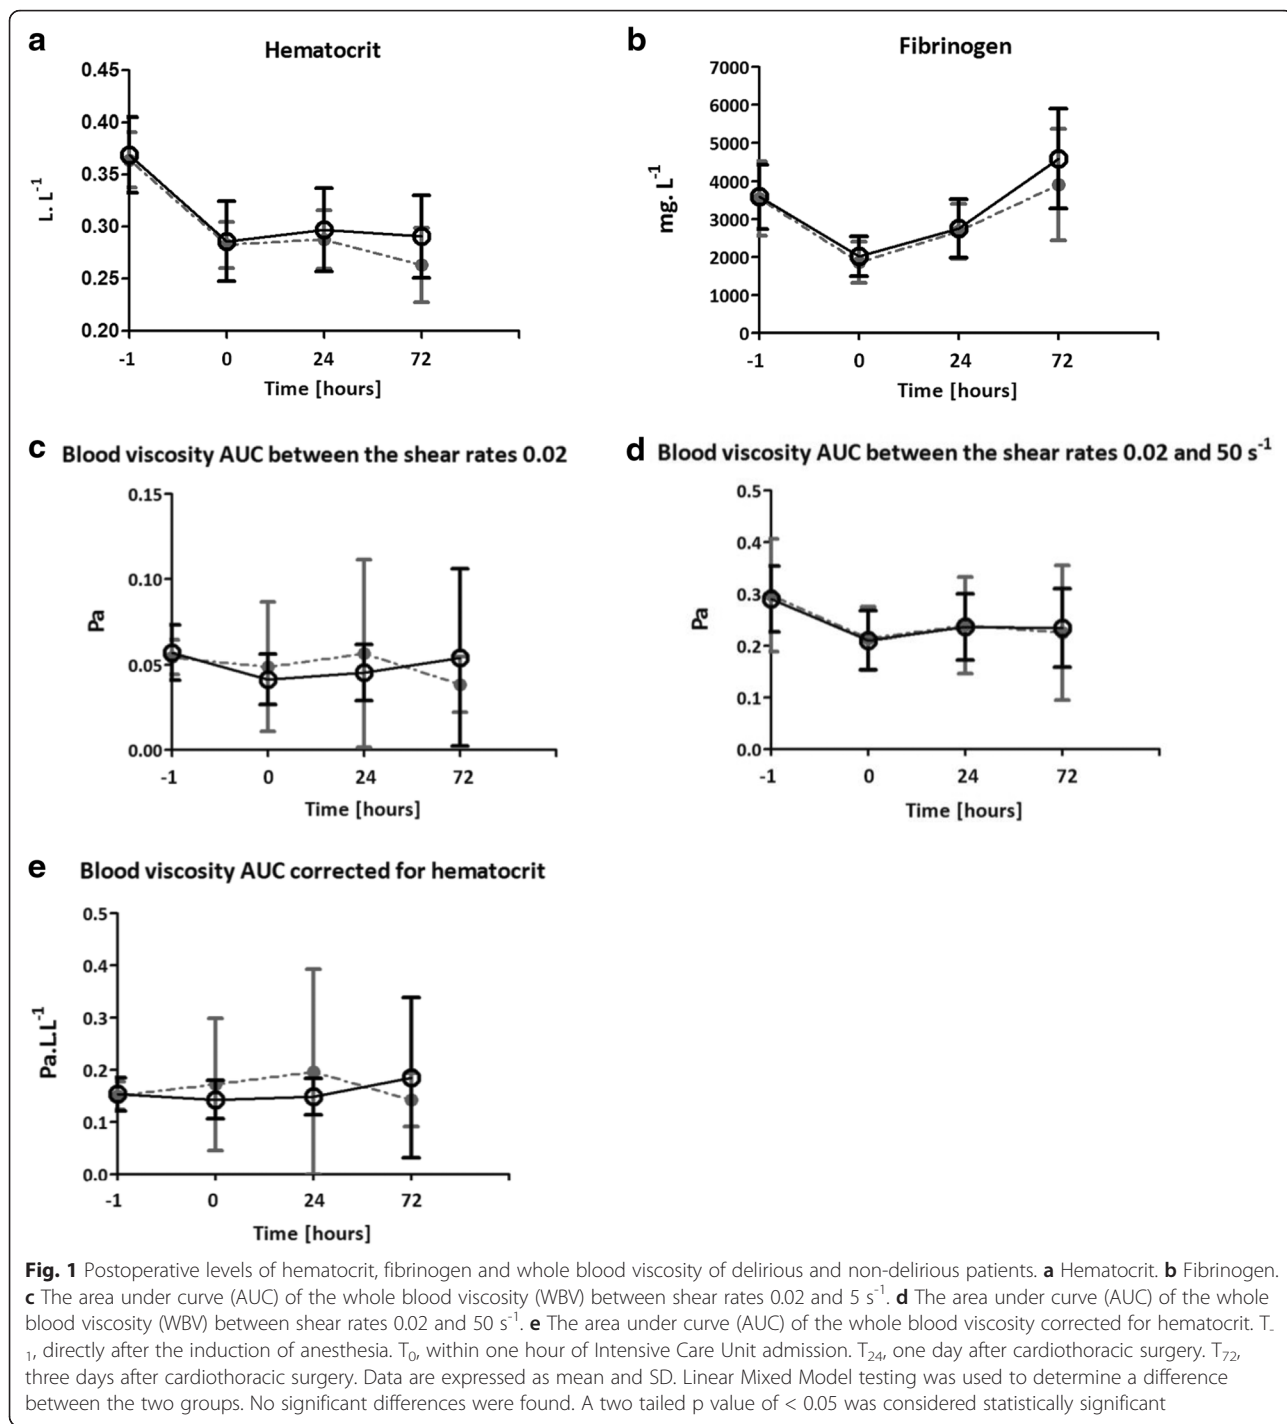 a
Hematocrit
0.45
0.40
0.35
0.30
0.25
0.20
L. L⁻¹
-1 0 24 72
Time [hours]
b
Fibrinogen
7000
6000
5000
4000
3000
2000
1000
0
mg. L⁻¹
-1 0 24 72
Time [hours]
c Blood viscosity AUC between the shear rates 0.02
0.15
0.10
0.05
0.00
Pa
-1 0 24 72
Time [hours]
d Blood viscosity AUC between the shear rates 0.02 and 50 s⁻¹
0.5
0.4
0.3
0.2
0.1
0.0
Pa
-1 0 24 72
Time [hours]
e Blood viscosity AUC corrected for hematocrit
0.5
0.4
0.3
0.2
0.1
0.0
Pa.L.L⁻¹
-1 0 24 72
Time [hours]
Fig. 1 Postoperative levels of hematocrit, fibrinogen and whole blood viscosity of delirious and non-delirious patients. a Hematocrit. b Fibrinogen.
c The area under curve (AUC) of the whole blood viscosity (WBV) between shear rates 0.02 and 5 s⁻¹. d The area under curve (AUC) of the whole
blood viscosity (WBV) between shear rates 0.02 and 50 s⁻¹. e The area under curve (AUC) of the whole blood viscosity corrected for hematocrit. T₋
₁, directly after the induction of anesthesia. T₀, within one hour of Intensive Care Unit admission. T₂₄, one day after cardiothoracic surgery. T₇₂,
three days after cardiothoracic surgery. Data are expressed as mean and SD. Linear Mixed Model testing was used to determine a difference
between the two groups. No significant differences were found. A two tailed p value of < 0.05 was considered statistically significant